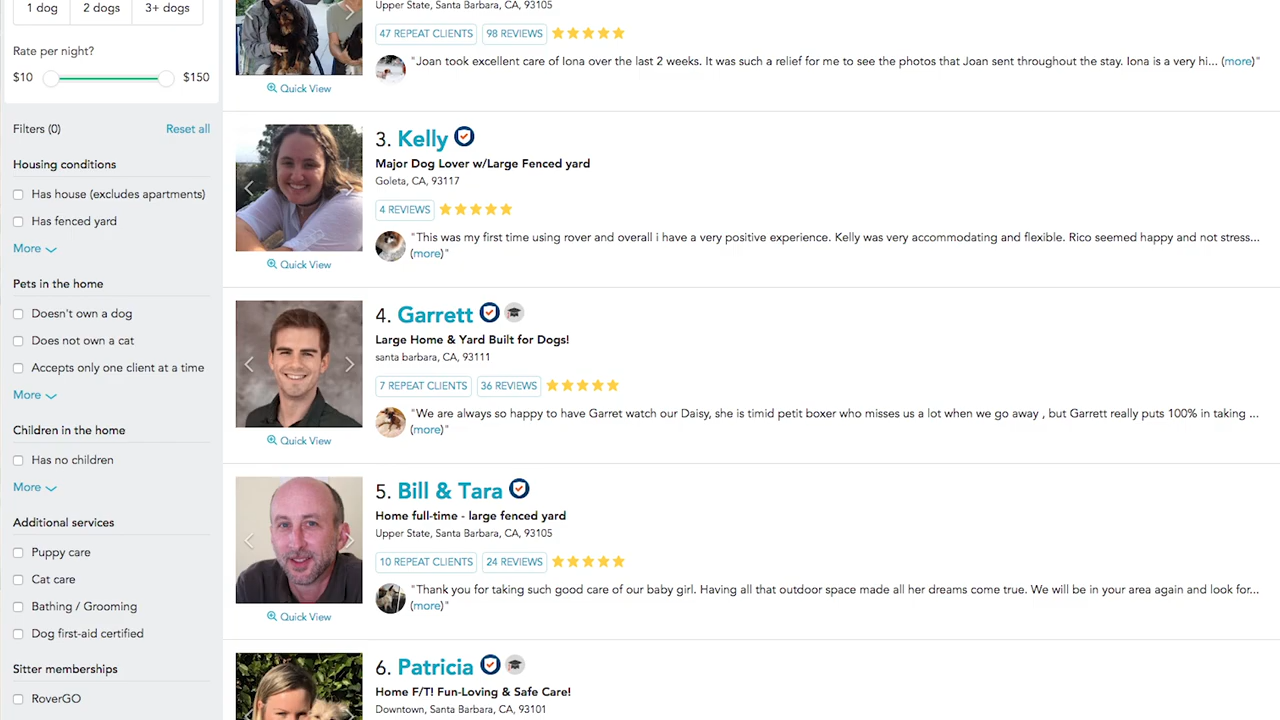 1 dog
2 dogs
3+ dogs
Rate per night?
$10
$150
Filters (0)
Reset all
Housing conditions
Has house (excludes apartments)
Has fenced yard
More
Pets in the home
Doesn't own a dog
Does not own a cat
Accepts only one client at a time
More
Children in the home
Has no children
More
Additional services
Puppy care
Cat care
Bathing / Grooming
Dog first-aid certified
Sitter memberships
RoverGO
Upper State, Santa Barbara, CA, 93105
47 REPEAT CLIENTS
98 REVIEWS
"Joan took excellent care of Iona over the last 2 weeks. It was such a relief for me to see the photos that Joan sent throughout the stay. Iona is a very hi... (more)"
Quick View
3. Kelly
Major Dog Lover w/Large Fenced yard
Goleta, CA, 93117
4 REVIEWS
"This was my first time using rover and overall i have a very positive experience. Kelly was very accommodating and flexible. Rico seemed happy and not stress...
(more)"
Quick View
4. Garrett
Large Home & Yard Built for Dogs!
santa barbara, CA, 93111
7 REPEAT CLIENTS
36 REVIEWS
"We are always so happy to have Garret watch our Daisy, she is timid petit boxer who misses us a lot when we go away , but Garrett really puts 100% in taking ...
(more)"
Quick View
5. Bill & Tara
Home full-time - large fenced yard
Upper State, Santa Barbara, CA, 93105
10 REPEAT CLIENTS
24 REVIEWS
"Thank you for taking such good care of our baby girl. Having all that outdoor space made all her dreams come true. We will be in your area again and look for...
(more)"
Quick View
6. Patricia
Home F/T! Fun-Loving & Safe Care!
Downtown, Santa Barbara, CA, 93101